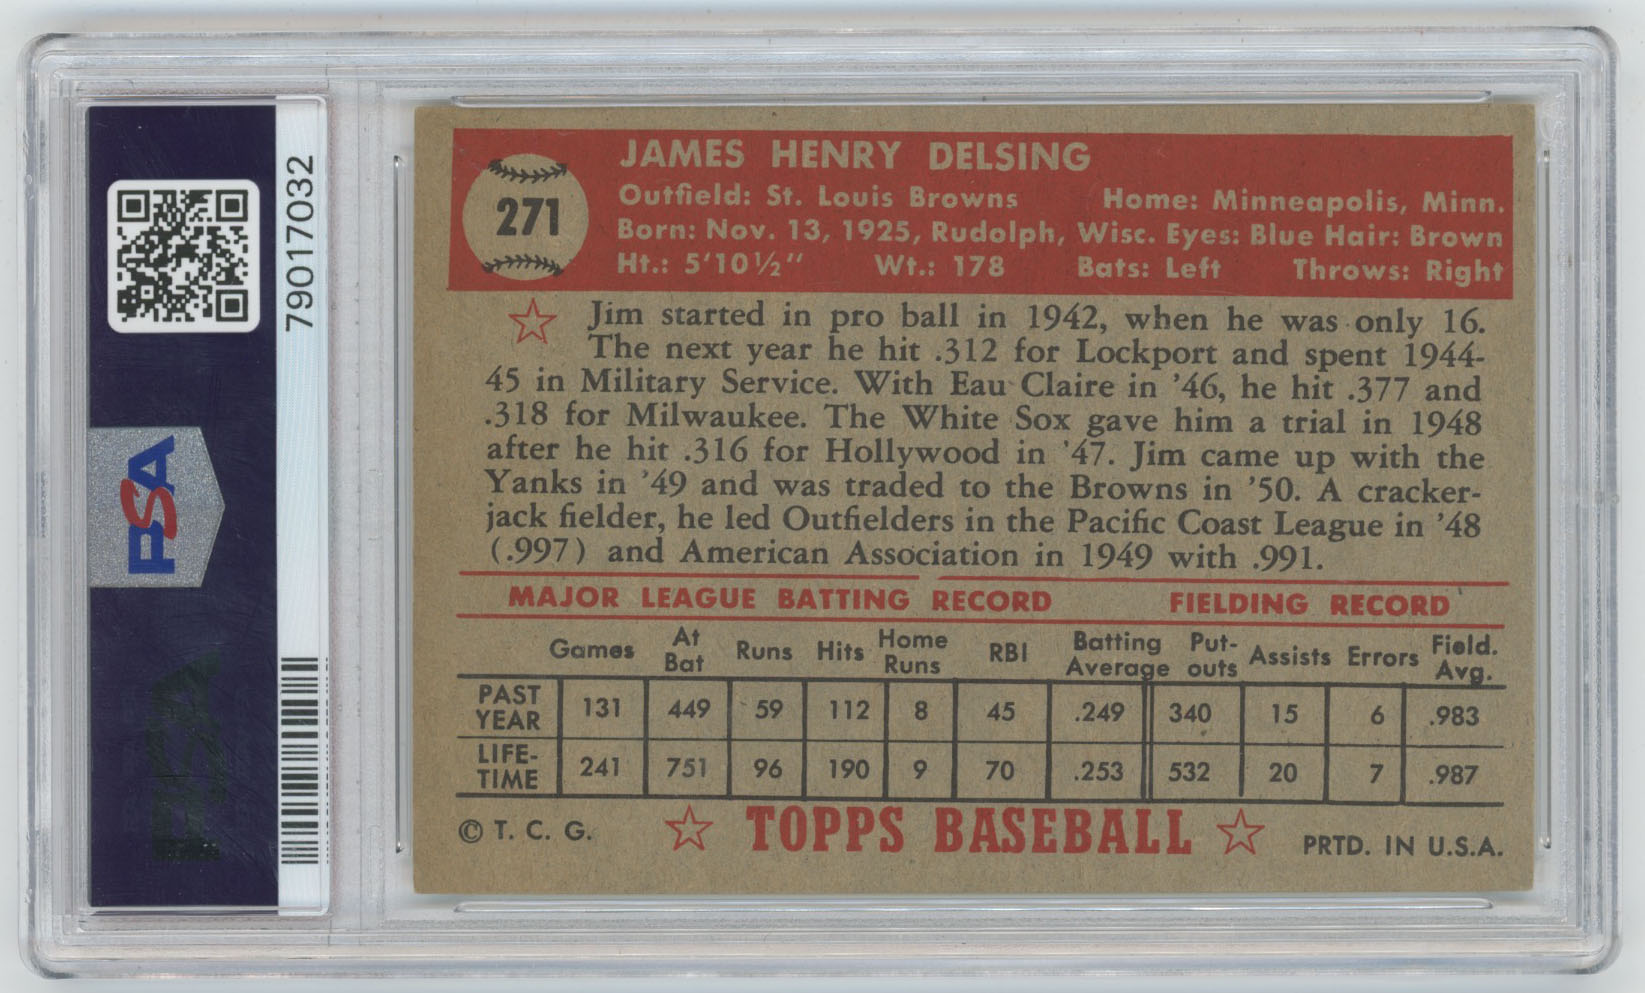 79017032
PSA
PSA
271
JAMES HENRY DELSING
Outfield: St. Louis Browns Home: Minneapolis, Minn.
Born: Nov. 13, 1925, Rudolph, Wisc. Eyes: Blue Hair: Brown
Ht.: 5'10½" Wt.: 178 Bats: Left Throws: Right
Jim started in pro ball in 1942, when he was only 16.
The next year he hit .312 for Lockport and spent 1944-
45 in Military Service. With Eau Claire in '46, he hit .377 and
.318 for Milwaukee. The White Sox gave him a trial in 1948
after he hit .316 for Hollywood in '47. Jim came up with the
Yanks in '49 and was traded to the Browns in '50. A cracker-
jack fielder, he led Outfielders in the Pacific Coast League in '48
(.997) and American Association in 1949 with .991.
MAJOR LEAGUE BATTING RECORD FIELDING RECORD
Games At Bat Runs Hits Home Runs RBI Batting Average Put-outs Assists Errors Field. Avg.
PAST YEAR 131 449 59 112 8 45 .249 340 15 6 .983
LIFE-TIME 241 751 96 190 9 70 .253 532 20 7 .987
© T. C. G. TOPPS BASEBALL PRTD. IN U.S.A.